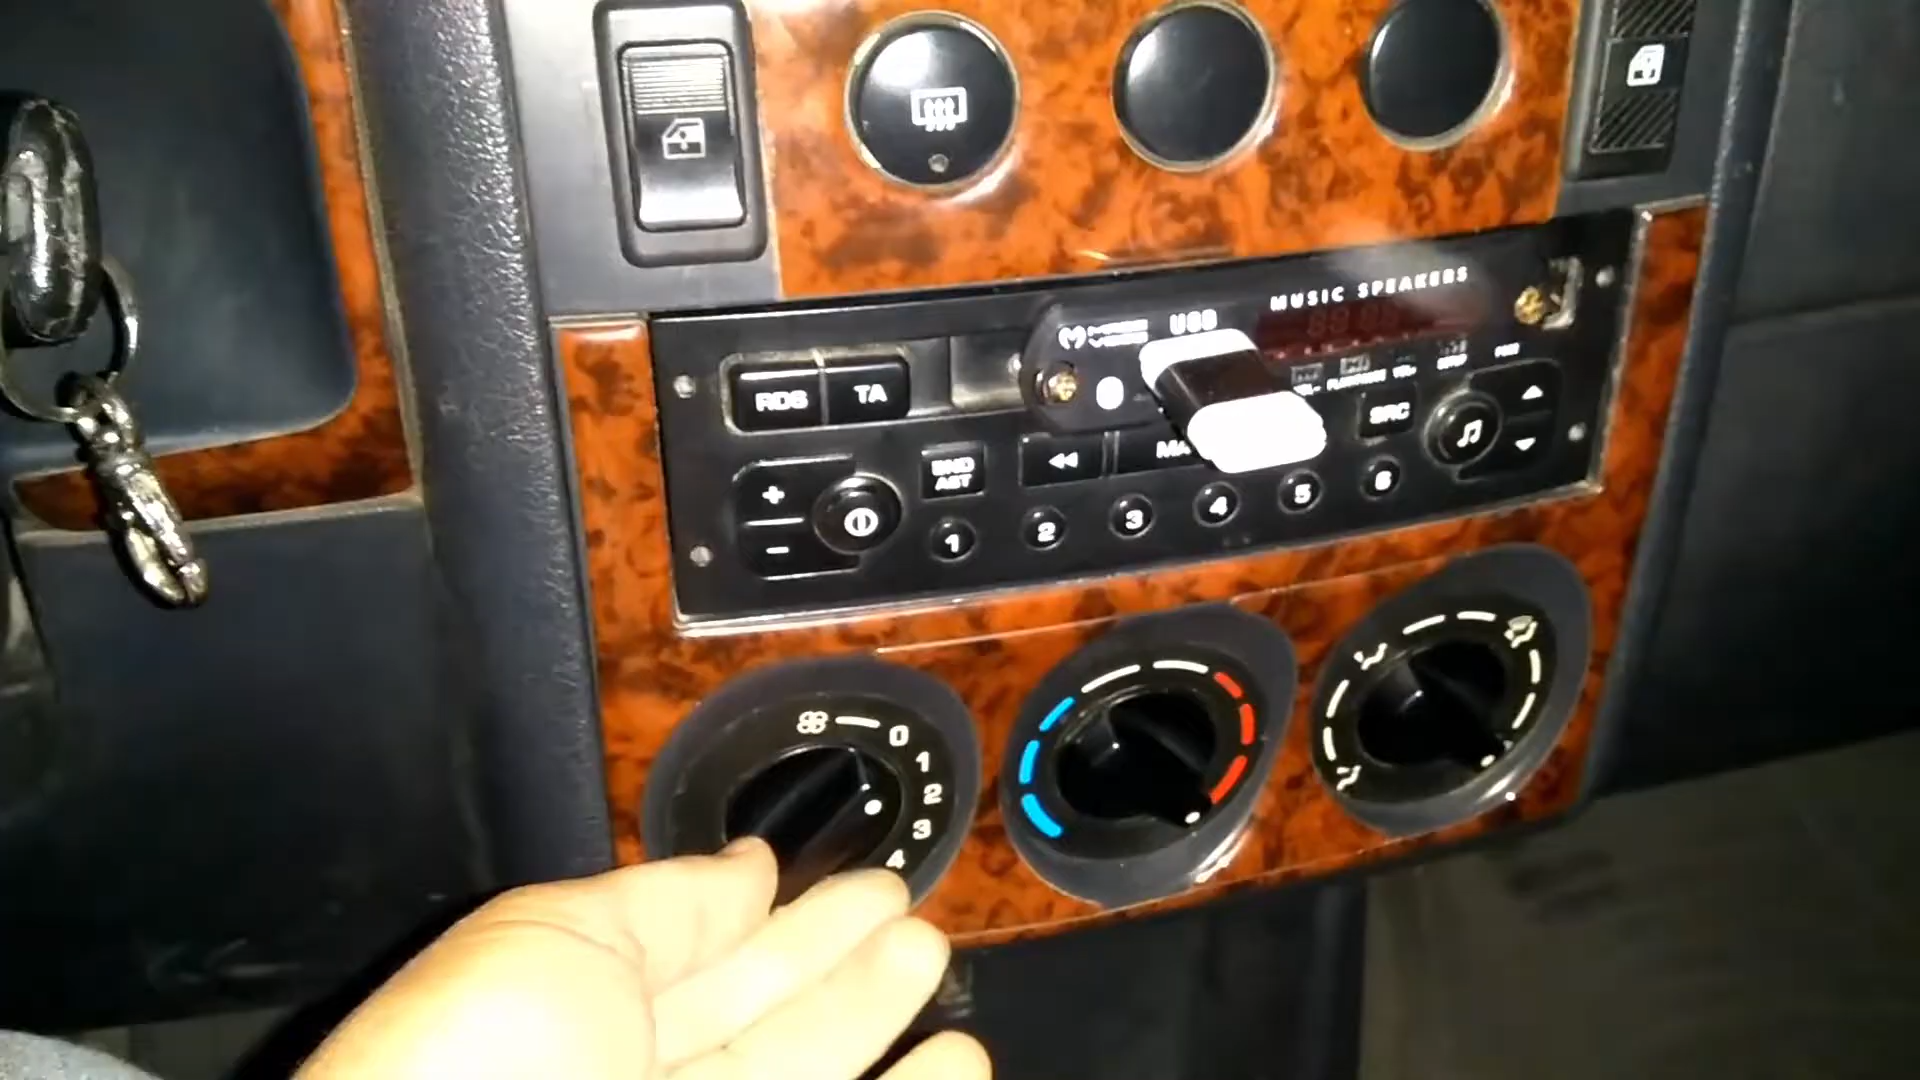 MUSIC SPEAKERS
USB
RDS TA
SRC
BND
AST
+
-
1 2 3 4 5 6
0
1
2
3
4